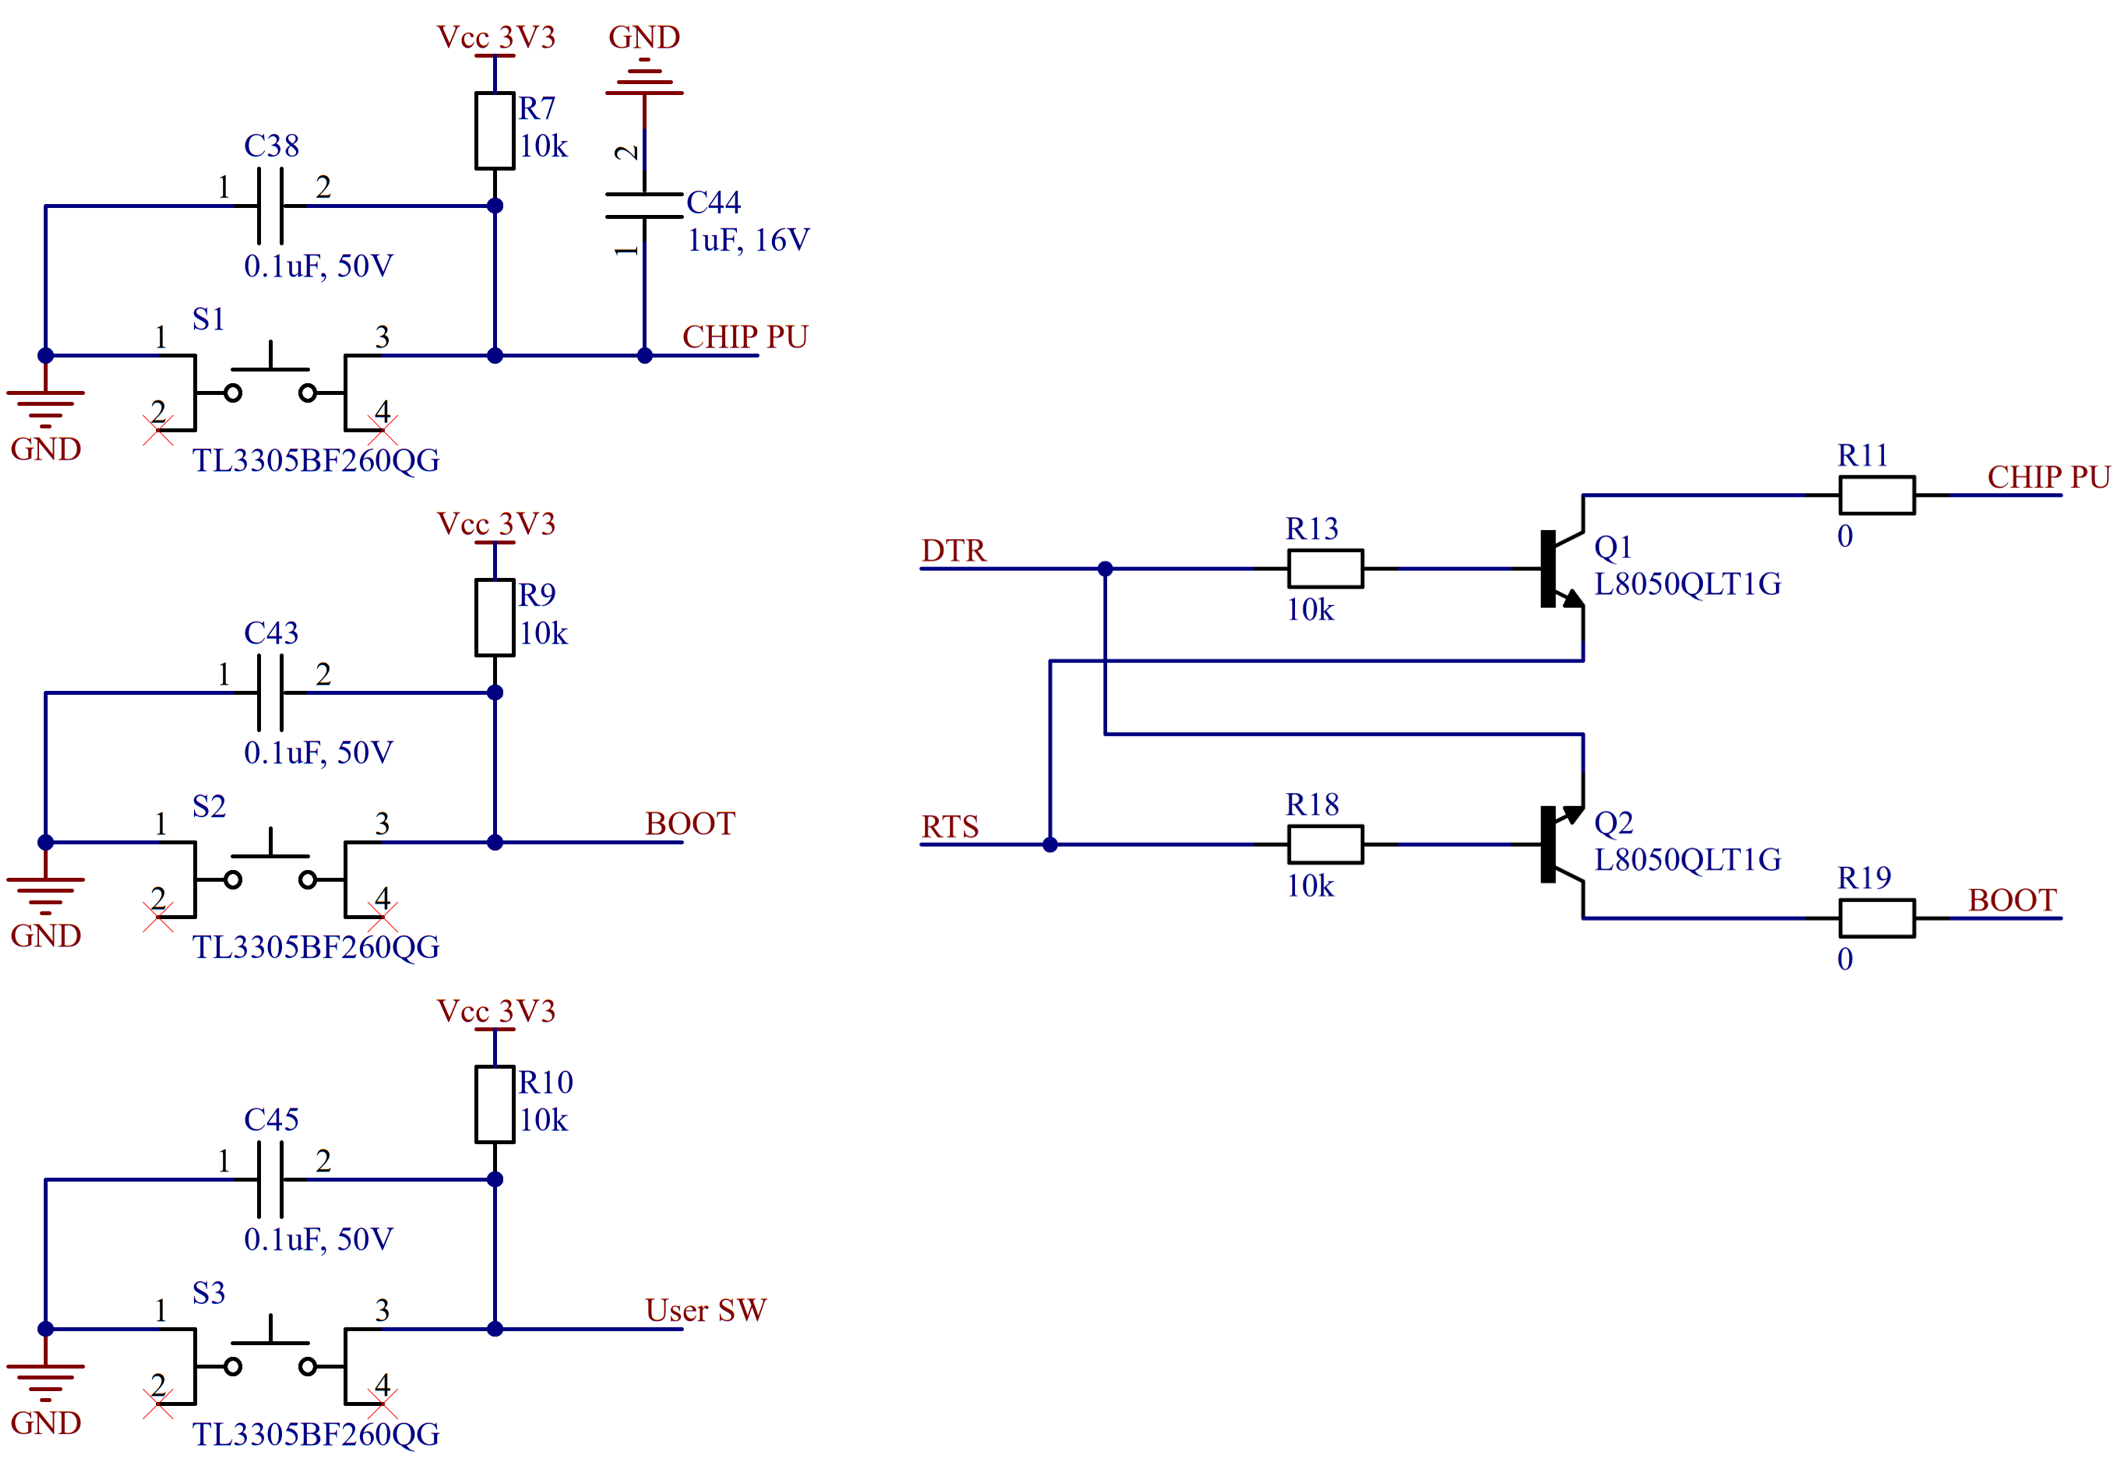 Vcc 3V3
GND
R7
10k
C38
1
2
0.1uF, 50V
2
C44
1uF, 16V
1
S1
1
3
2
4
CHIP PU
GND
TL3305BF260QG
Vcc 3V3
R9
10k
C43
1
2
0.1uF, 50V
S2
1
3
2
4
BOOT
GND
TL3305BF260QG
Vcc 3V3
R10
10k
C45
1
2
0.1uF, 50V
S3
1
3
2
4
User SW
GND
TL3305BF260QG
DTR
R13
10k
Q1
L8050QLT1G
R11
0
CHIP PU
RTS
R18
10k
Q2
L8050QLT1G
R19
0
BOOT